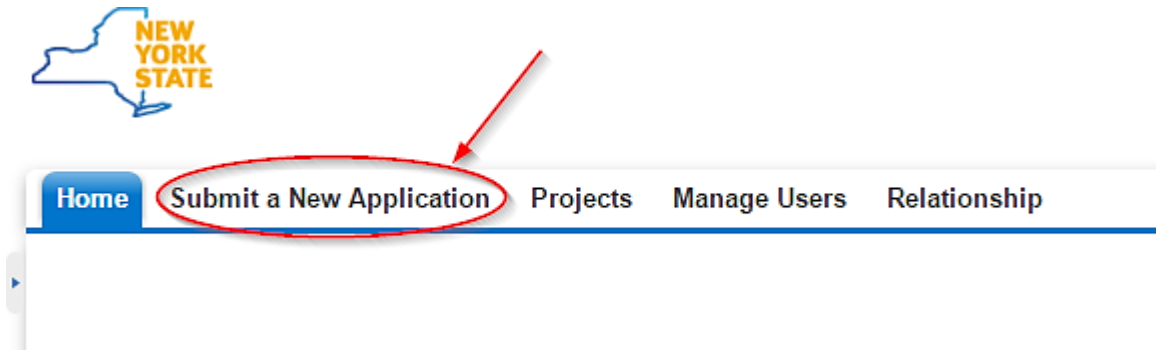 NEW
YORK
STATE
Home Submit a New Application Projects Manage Users Relationship